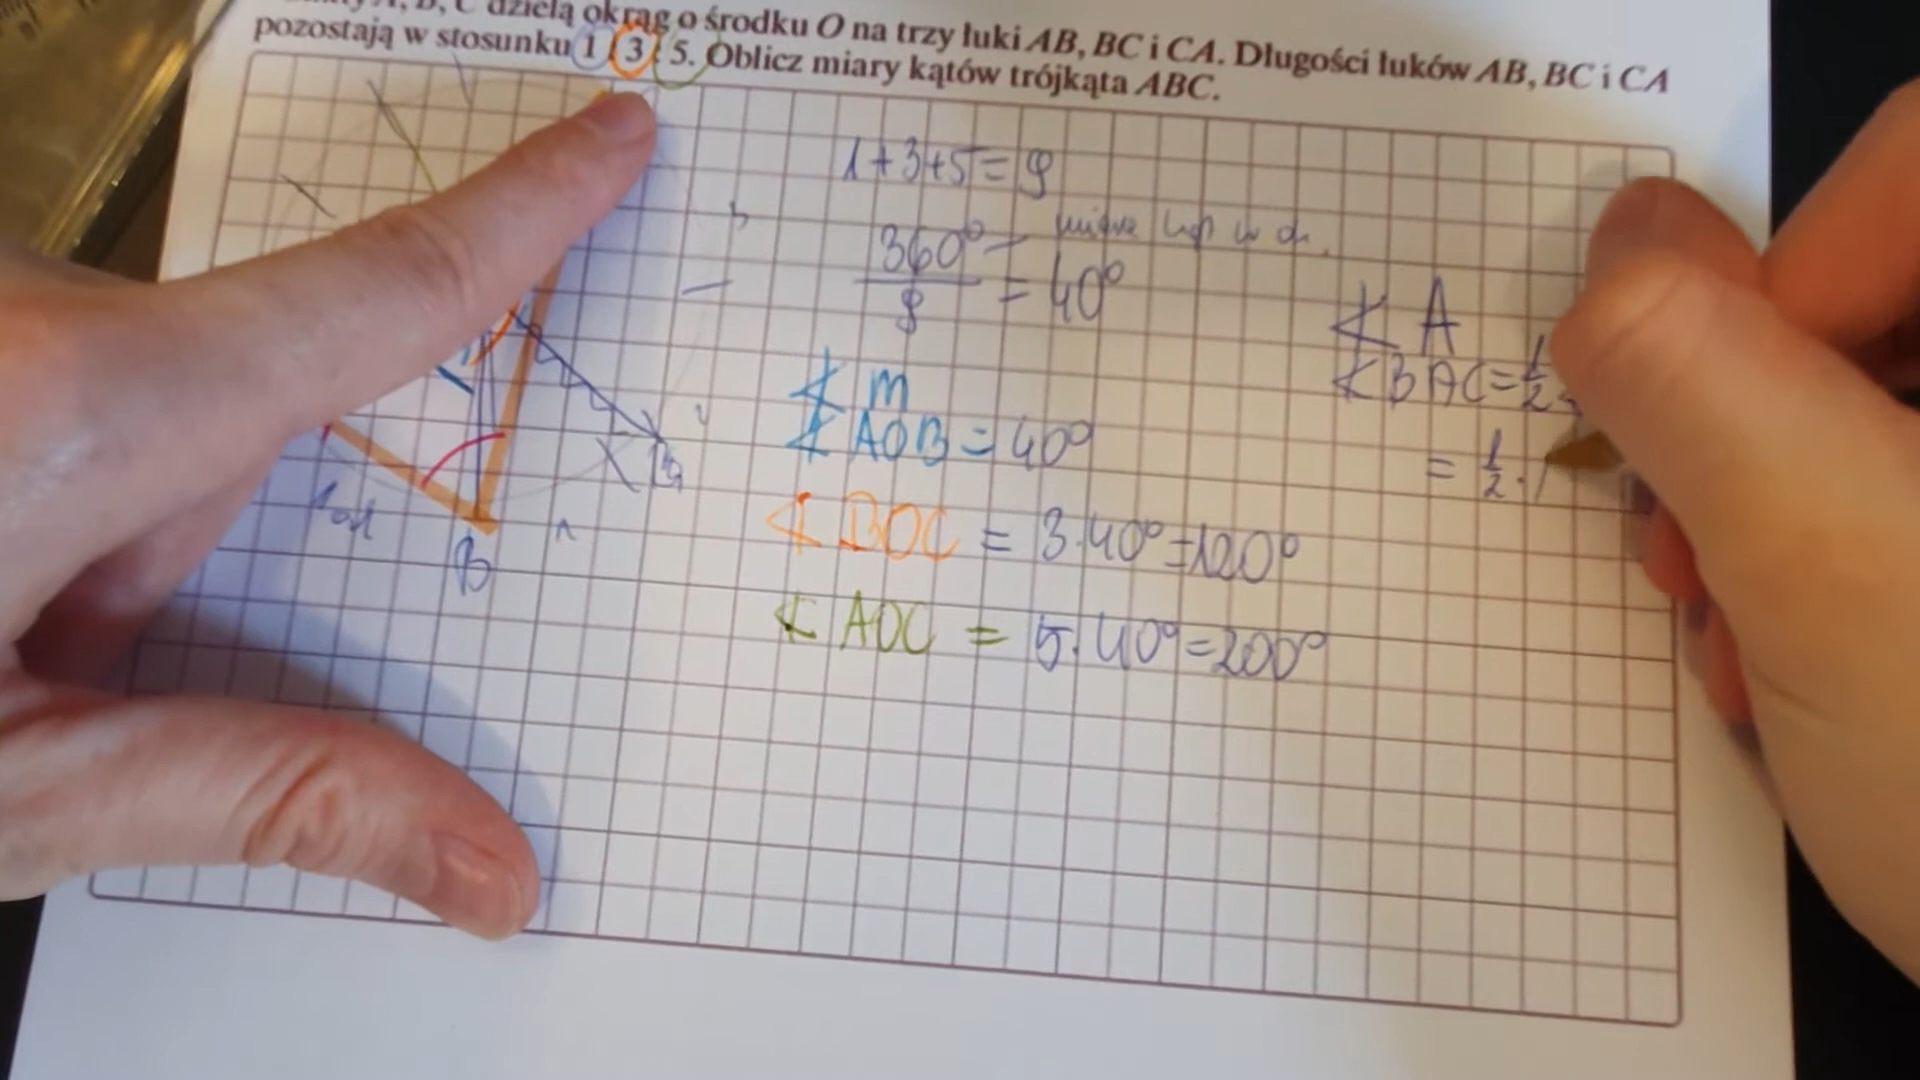 B, C dzielą okrąg o środku O na trzy łuki AB, BC i CA. Długości łuków AB, BC i CA
pozostają w stosunku 1 : 3 : 5. Oblicz miary kątów trójkąta ABC.
1+3+5=9
360° —
9 = 40°
∢ A
∢ BAC = 1/2
= 1/2 ·
∢ m
∢ AOB = 40°
∢ BOC = 3·40°=120°
∢ AOC = 5·40°=200°
B